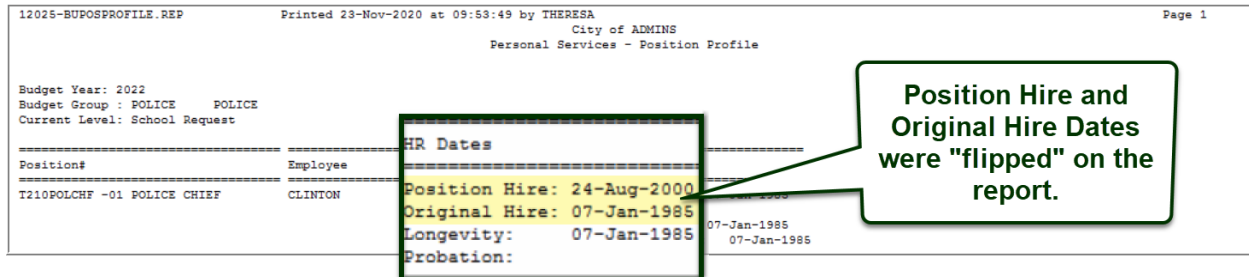 12025-BUPOSPROFILE.REP Printed 23-Nov-2020 at 09:53:49 by THERESA Page 1
City of ADMINS
Personal Services - Position Profile
Budget Year: 2022
Budget Group : POLICE POLICE
Current Level: School Request
Position# Employee
T210POLCHF -01 POLICE CHIEF CLINTON
HR Dates
Position Hire: 24-Aug-2000
Original Hire: 07-Jan-1985
Longevity: 07-Jan-1985
Probation:
07-Jan-1985
07-Jan-1985
Position Hire and
Original Hire Dates
were "flipped" on the
report.